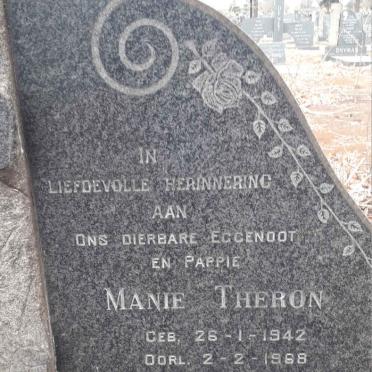 IN
LIEFDEVOLLE HERINNERING
AAN
ONS DIERBARE EGGENOOT
EN PAPPIE
MANIE THERON
GEB. 26-1-1942
OORL. 2-2-1968